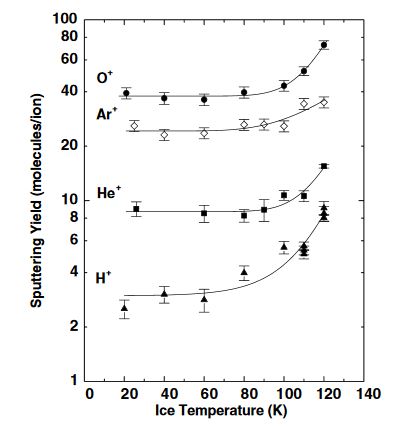 100
80
60
40
20
10
8
6
4
2
1
Sputtering Yield (molecules/ion)
O+
Ar+
He+
H+
0 20 40 60 80 100 120 140
Ice Temperature (K)